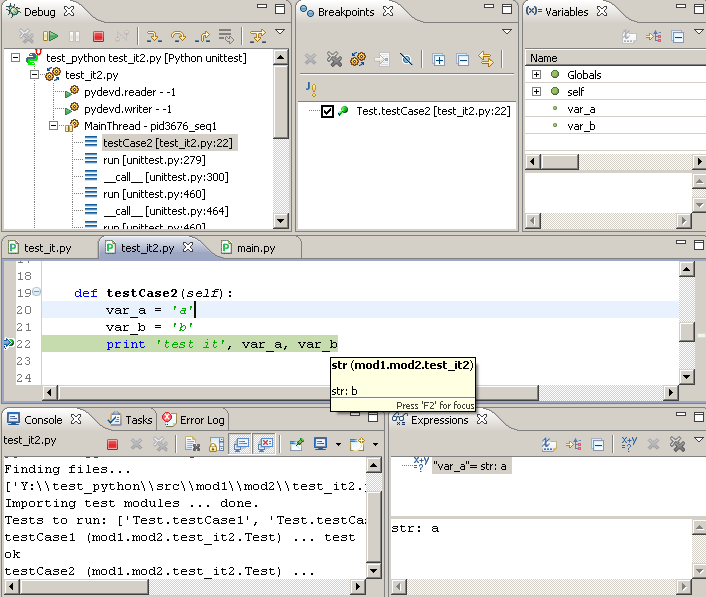 Debug
test_python test_it2.py [Python unittest]
test_it2.py
pydevd.reader - -1
pydevd.writer - -1
MainThread - pid3676_seq1
testCase2 [test_it2.py:22]
run [unittest.py:279]
__call__ [unittest.py:300]
run [unittest.py:460]
__call__ [unittest.py:464]
run [unittest.py:460]
Breakpoints
Test.testCase2 [test_it2.py:22]
(x)= Variables
Name
Globals
self
var_a
var_b
test_it.py
test_it2.py
main.py
18
19 def testCase2(self):
20 var_a = 'a'
21 var_b = 'b'
22 print 'test it', var_a, var_b
23
24
str (mod1.mod2.test_it2)
str: b
Press 'F2' for focus
Console
Tasks
Error Log
test_it2.py
Finding files...
['Y:\\test_python\\src\\mod1\\mod2\\test_it2.
Importing test modules ... done.
Tests to run: ['Test.testCase1', 'Test.testCas
testCase1 (mod1.mod2.test_it2.Test) ... test
ok
testCase2 (mod1.mod2.test_it2.Test) ...
Expressions
"var_a"= str: a
str: a